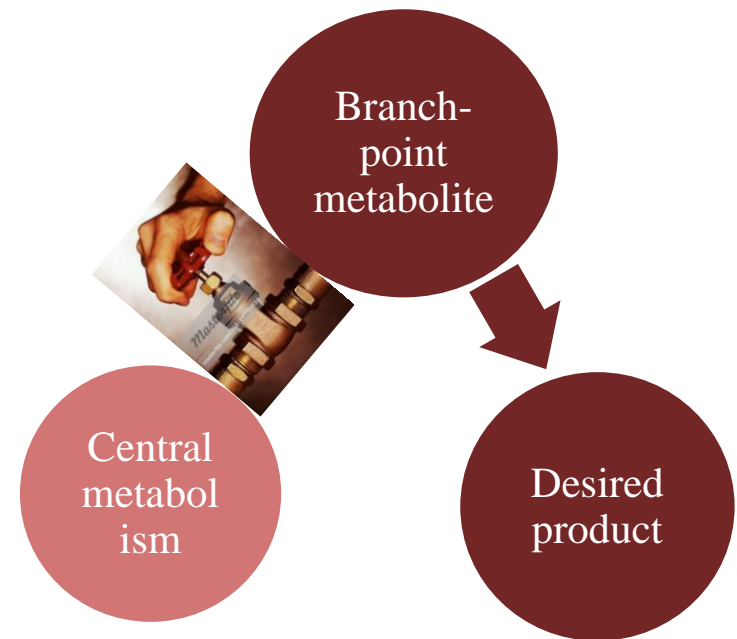 Branch-
point
metabolite
Central
metabol
ism
Desired
product